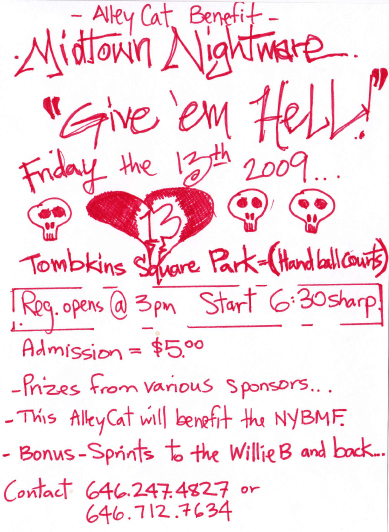 - Alley Cat Benefit -
Midtown Nightmare
"Give 'em Hell!"
Friday the 13th 2009...
13
Tombkins Square Park=(Handball Courts)
Reg. opens @ 3pm Start 6:30 sharp
Admission = $5.00
-Prizes from various sponsors...
-This AlleyCat will benefit the NYBMF.
- Bonus-Sprints to the Willie B and back...
Contact 646.247.4827 or
646.712.7634